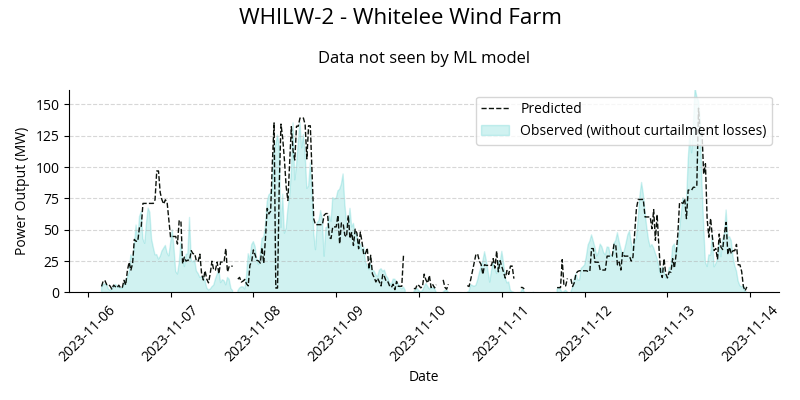 WHILW-2 - Whitelee Wind Farm
Data not seen by ML model
Power Output (MW)
150
125
100
75
50
25
0
Predicted
Observed (without curtailment losses)
2023-11-06
2023-11-07
2023-11-08
2023-11-09
2023-11-10
2023-11-11
2023-11-12
2023-11-13
2023-11-14
Date